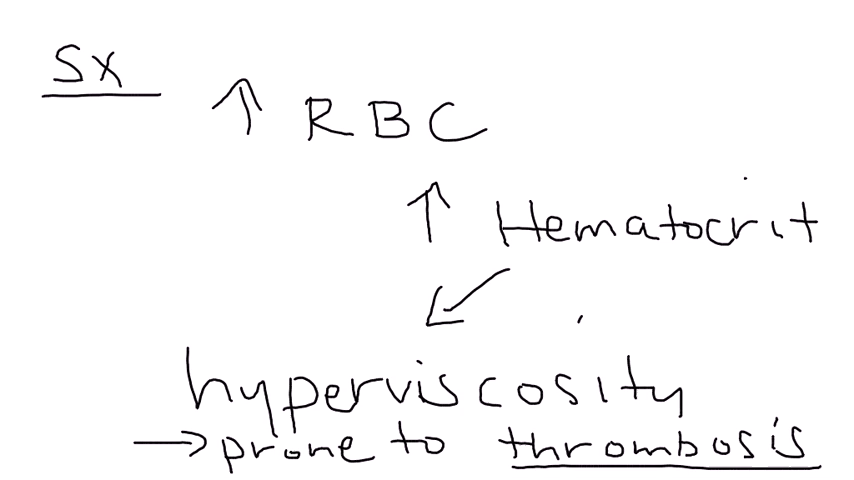 Sx
↑ RBC
↑ Hematocrit
↙
hyperviscosity
→ prone to thrombosis